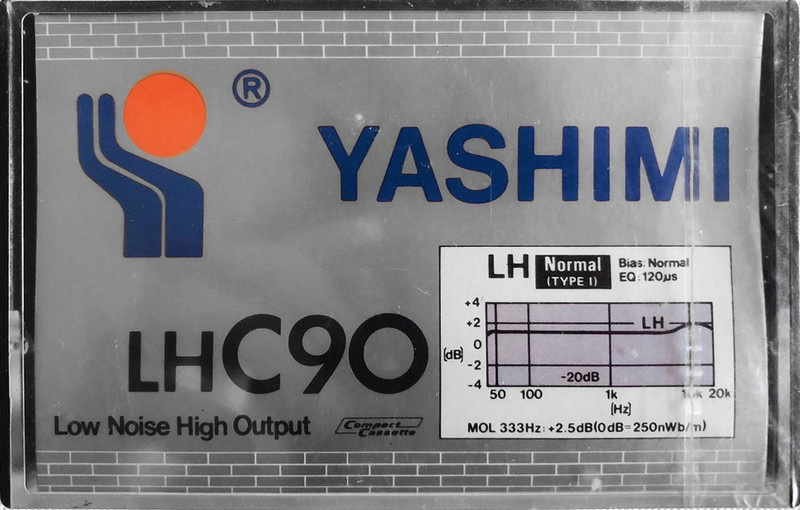 ®
YASHIMI
LH Normal (TYPE I)
Bias: Normal
EQ: 120µs
+4
+2
0
-2
-4
[dB]
LH
-20dB
50 100 1k 10k 20k
[Hz]
MOL 333Hz: +2.5dB(0dB=250nWb/m)
LHC90
Low Noise High Output
Compact Cassette